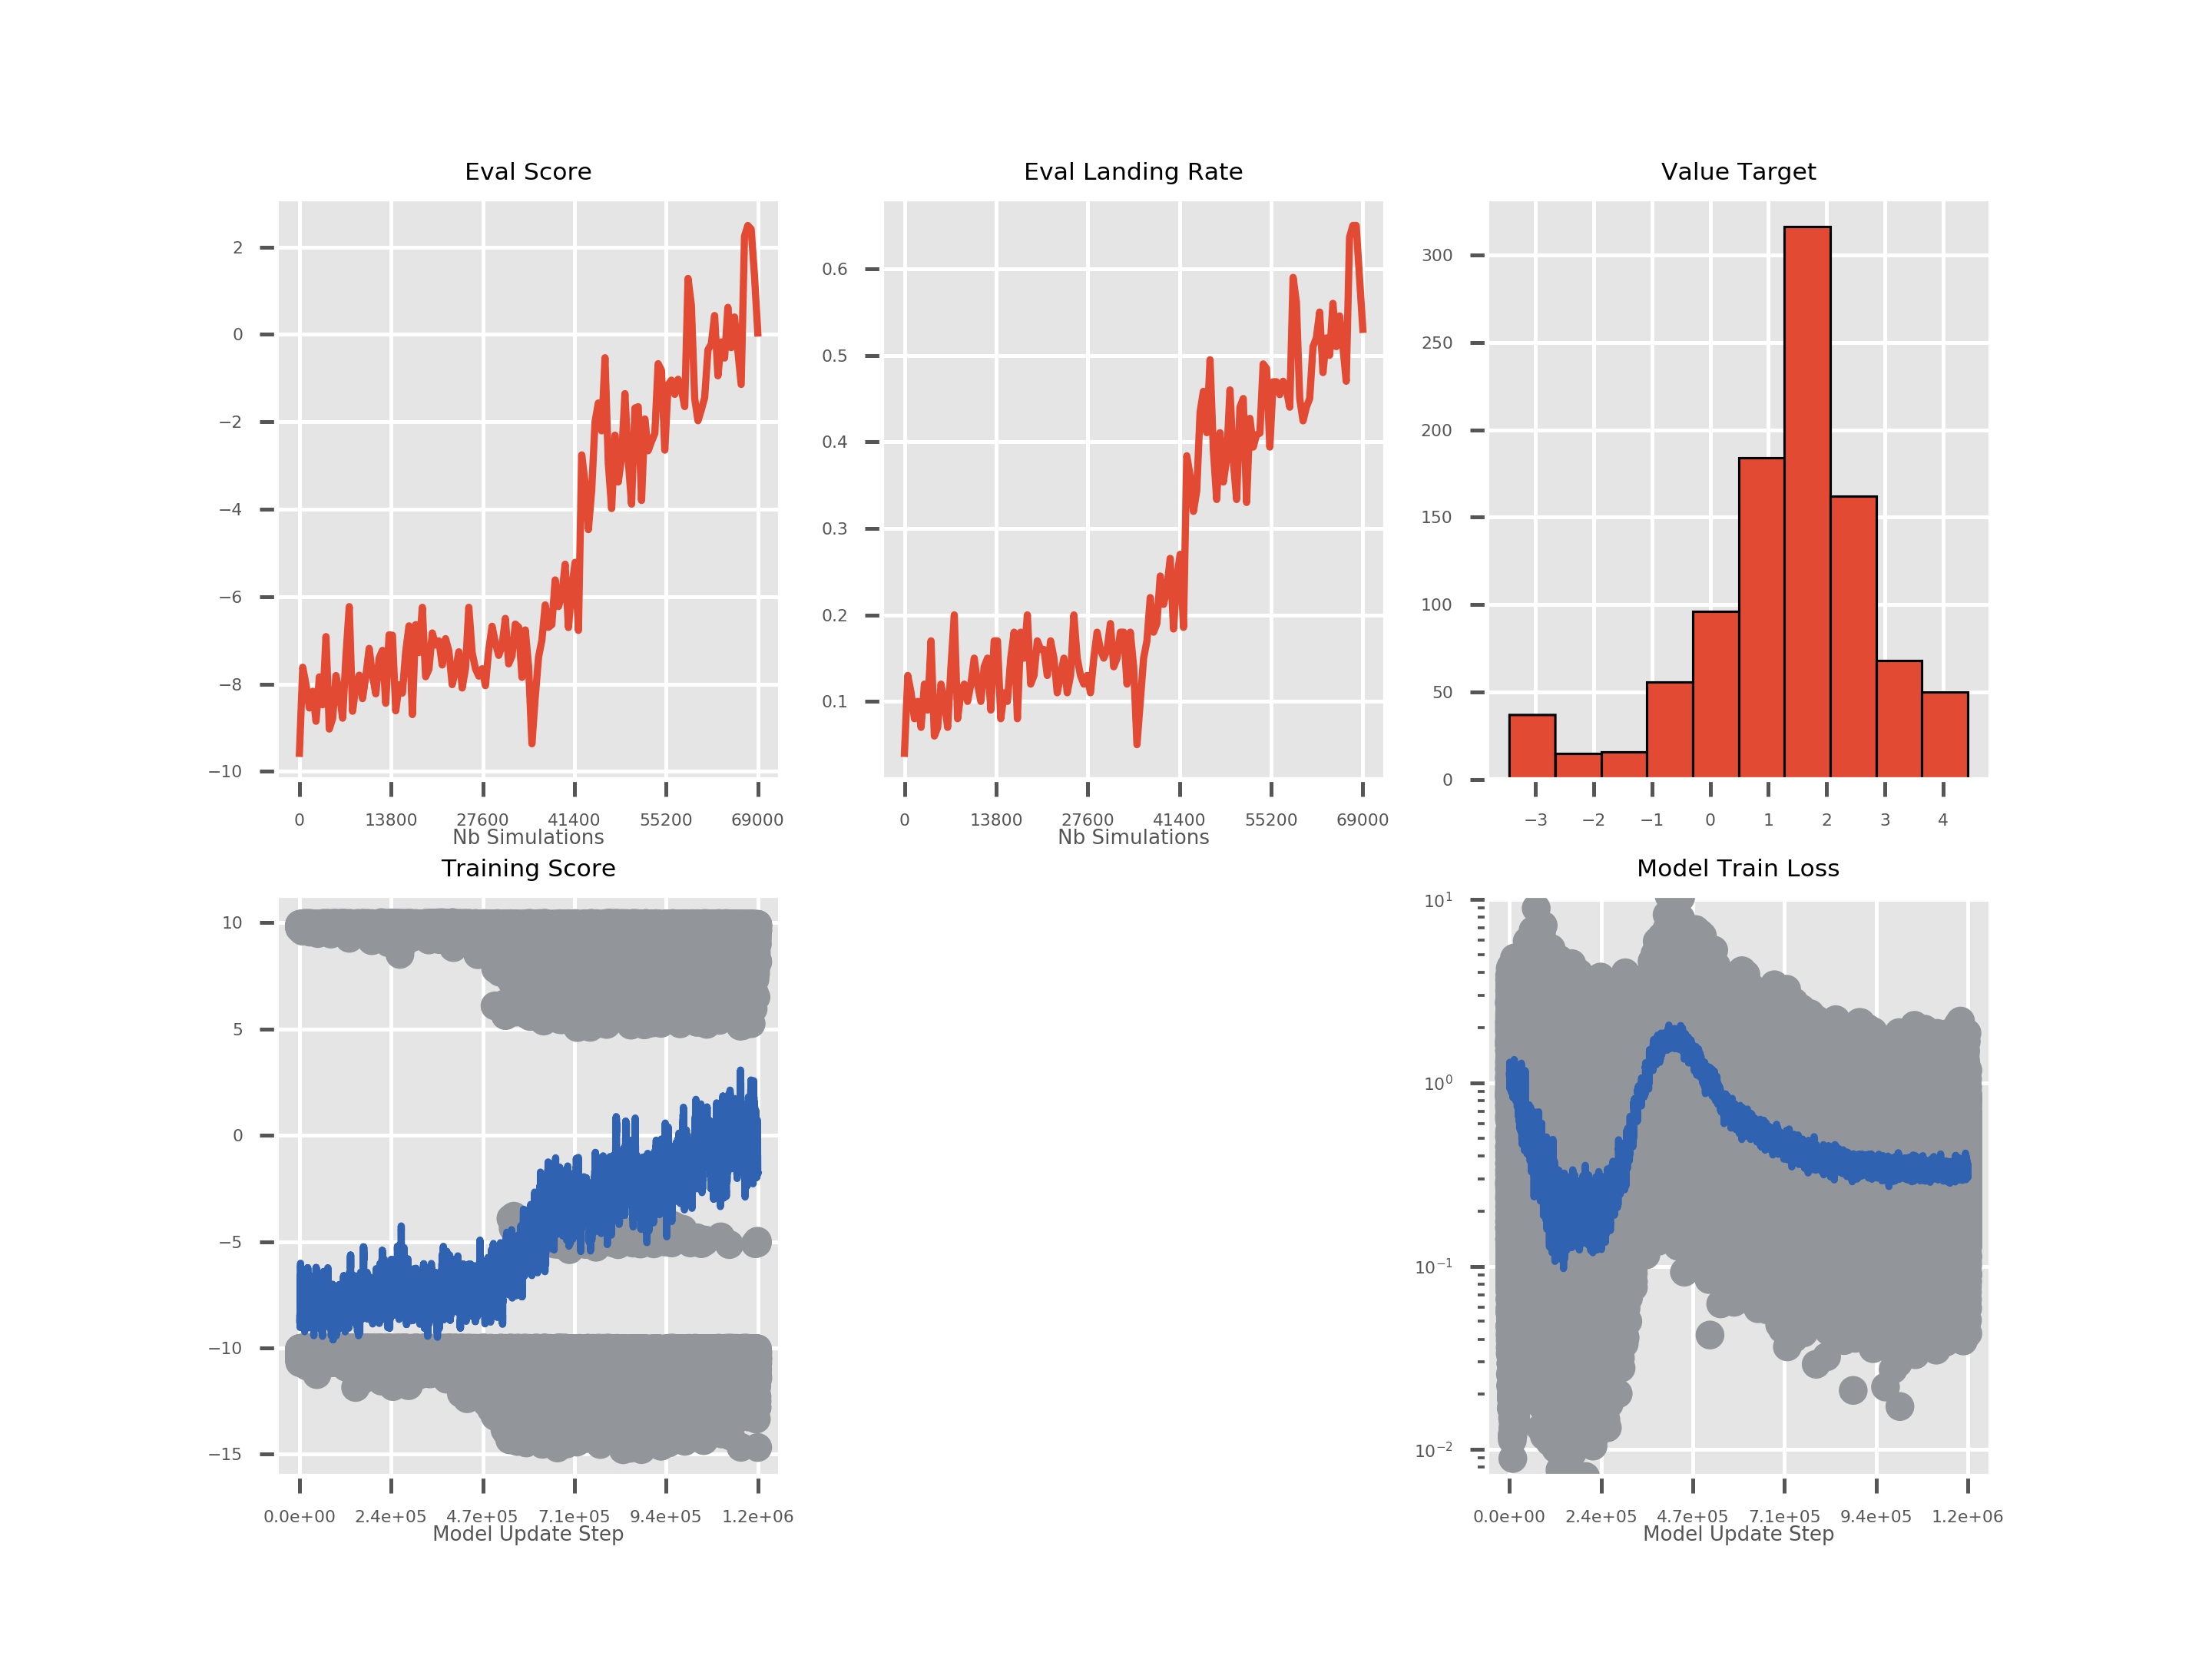 Eval Score
2
0
−2
−4
−6
−8
−10
0 13800 27600 41400 55200 69000
Nb Simulations
Eval Landing Rate
0.6
0.5
0.4
0.3
0.2
0.1
0 13800 27600 41400 55200 69000
Nb Simulations
Value Target
300
250
200
150
100
50
0
−3 −2 −1 0 1 2 3 4
Training Score
10
5
0
−5
−10
−15
0.0e+00 2.4e+05 4.7e+05 7.1e+05 9.4e+05 1.2e+06
Model Update Step
Model Train Loss
10¹
10⁰
10⁻¹
10⁻²
0.0e+00 2.4e+05 4.7e+05 7.1e+05 9.4e+05 1.2e+06
Model Update Step